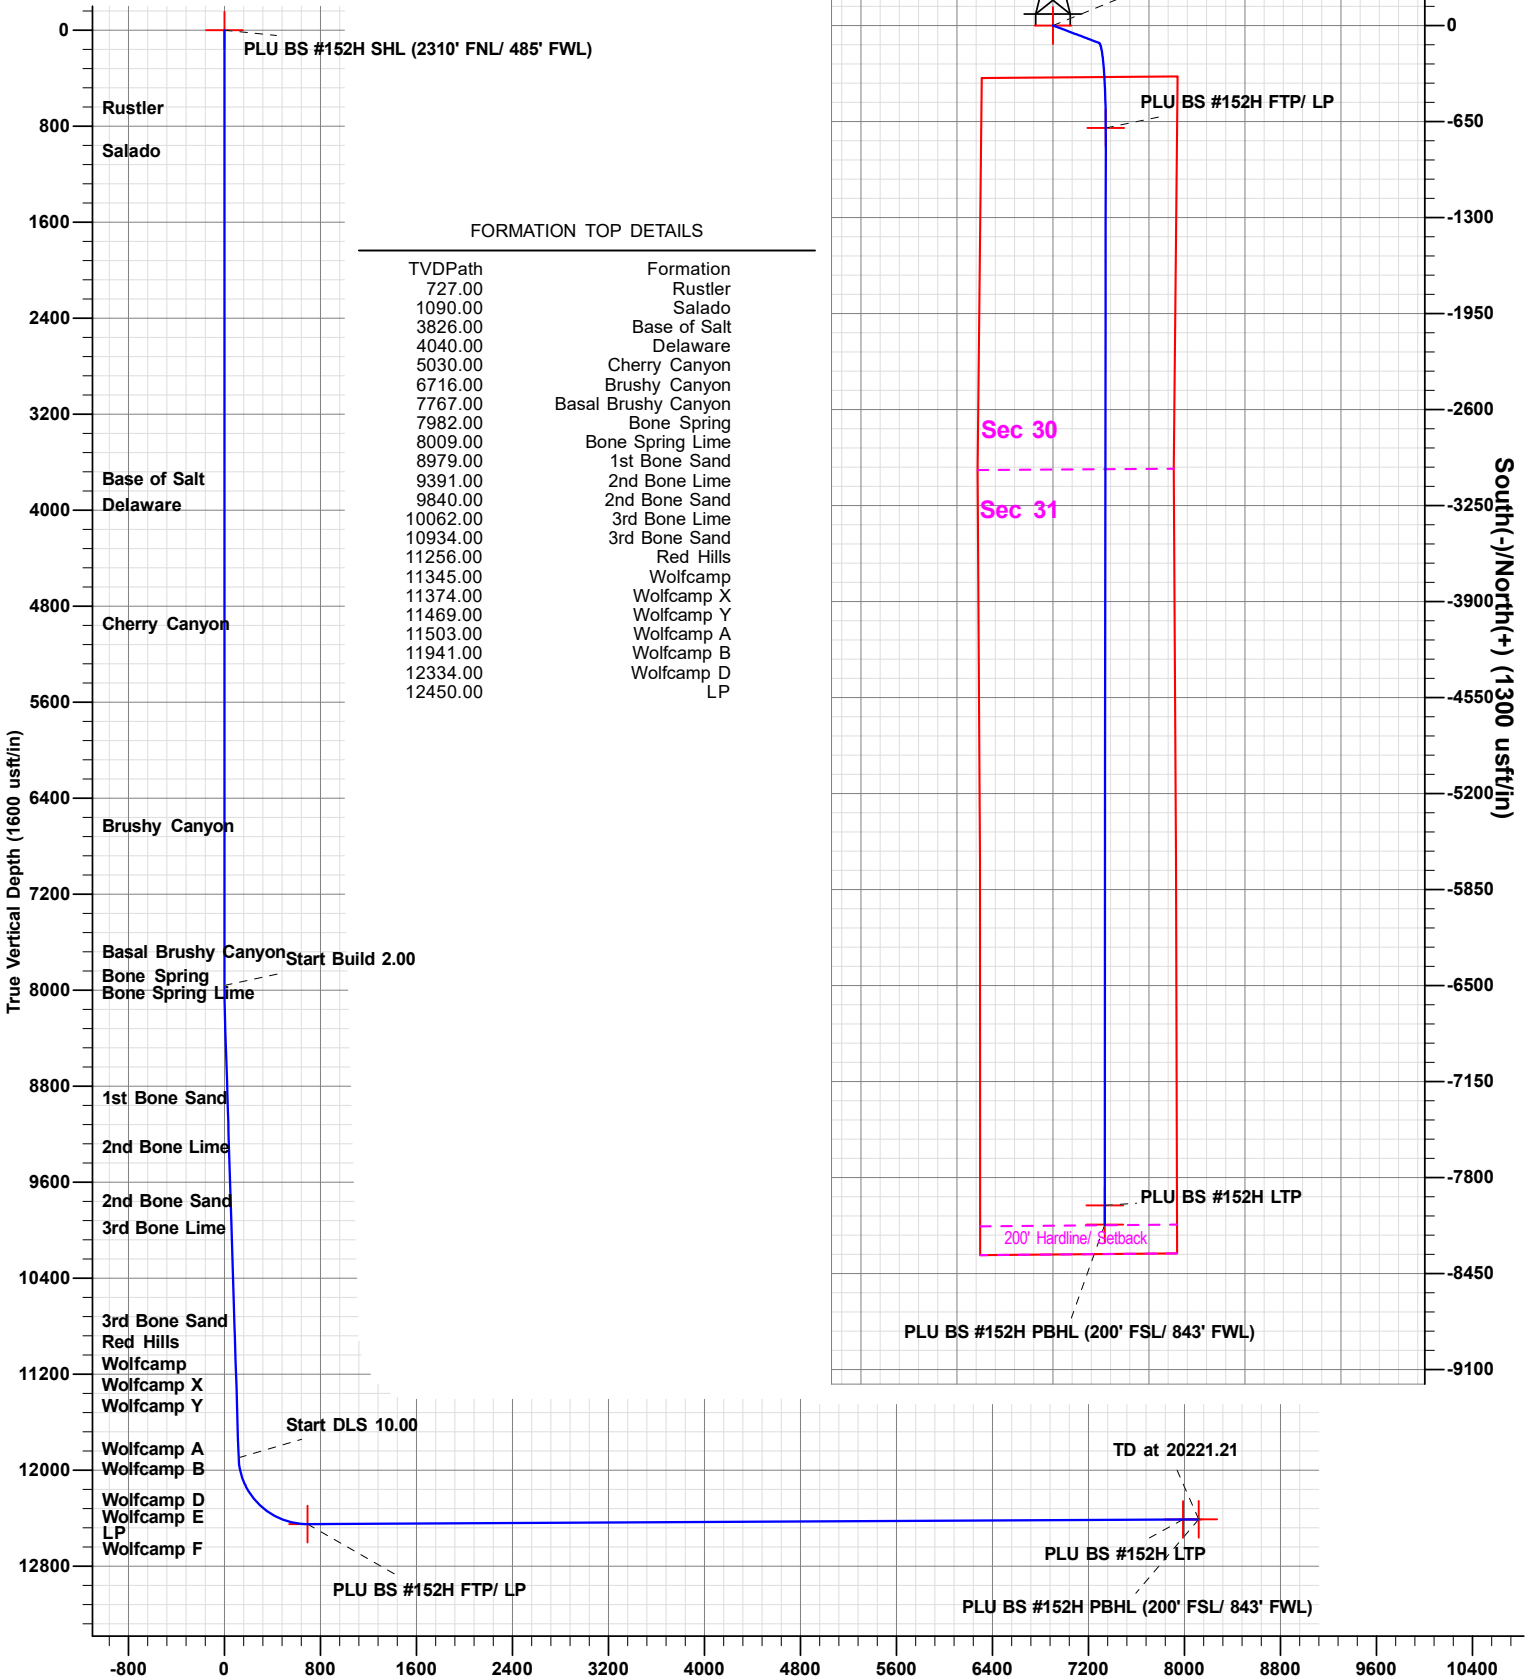 0
800
1600
2400
3200
4000
4800
5600
6400
7200
8000
8800
9600
10400
11200
12000
12800
True Vertical Depth (1600 usft/in)
PLU BS #152H SHL (2310' FNL/ 485' FWL)
Rustler
Salado
Base of Salt
Delaware
Cherry Canyon
Brushy Canyon
Basal Brushy Canyon
Start Build 2.00
Bone Spring
Bone Spring Lime
1st Bone Sand
2nd Bone Lime
2nd Bone Sand
3rd Bone Lime
3rd Bone Sand
Red Hills
Wolfcamp
Wolfcamp X
Wolfcamp Y
Start DLS 10.00
Wolfcamp A
Wolfcamp B
Wolfcamp D
Wolfcamp E
LP
Wolfcamp F
PLU BS #152H FTP/ LP
TD at 20221.21
PLU BS #152H LTP
PLU BS #152H PBHL (200' FSL/ 843' FWL)
-800 0 800 1600 2400 3200 4000 4800 5600 6400 7200 8000 8800 9600 10400
FORMATION TOP DETAILS
TVDPath Formation
727.00 Rustler
1090.00 Salado
3826.00 Base of Salt
4040.00 Delaware
5030.00 Cherry Canyon
6716.00 Brushy Canyon
7767.00 Basal Brushy Canyon
7982.00 Bone Spring
8009.00 Bone Spring Lime
8979.00 1st Bone Sand
9391.00 2nd Bone Lime
9840.00 2nd Bone Sand
10062.00 3rd Bone Lime
10934.00 3rd Bone Sand
11256.00 Red Hills
11345.00 Wolfcamp
11374.00 Wolfcamp X
11469.00 Wolfcamp Y
11503.00 Wolfcamp A
11941.00 Wolfcamp B
12334.00 Wolfcamp D
12450.00 LP
PLU BS #152H FTP/ LP
Sec 30
Sec 31
PLU BS #152H LTP
200' Hardline/ Setback
PLU BS #152H PBHL (200' FSL/ 843' FWL)
0
-650
-1300
-1950
-2600
-3250
-3900
-4550
-5200
-5850
-6500
-7150
-7800
-8450
-9100
South(-)/North(+) (1300 usft/in)